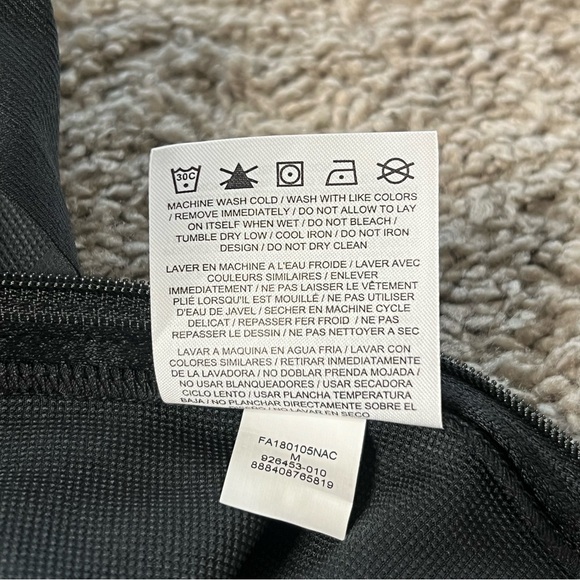 30C
MACHINE WASH COLD / WASH WITH LIKE COLORS
/ REMOVE IMMEDIATELY / DO NOT ALLOW TO LAY
ON ITSELF WHEN WET / DO NOT BLEACH /
TUMBLE DRY LOW / COOL IRON / DO NOT IRON
DESIGN / DO NOT DRY CLEAN
LAVER EN MACHINE A L'EAU FROIDE / LAVER AVEC
COULEURS SIMILAIRES / ENLEVER
IMMEDIATEMENT / NE PAS LAISSER LE VÊTEMENT
PLIÉ LORSQU'IL EST MOUILLÉ / NE PAS UTILISER
D'EAU DE JAVEL / SECHER EN MACHINE CYCLE
DELICAT / REPASSER FER FROID / NE PAS
REPASSER LE DESSIN / NE PAS NETTOYER A SEC
LAVAR A MAQUINA EN AGUA FRIA / LAVAR CON
COLORES SIMILARES / RETIRAR IMMEDIATAMENTE
DE LA LAVADORA / NO DOBLAR PRENDA MOJADA /
NO USAR BLANQUEADORES / USAR SECADORA
CICLO LENTO / USAR PLANCHA TEMPERATURA
BAJA / NO PLANCHAR DIRECTAMENTE SOBRE EL
NO LAVAR EN SECO
FA180105NAC
M
926453-010
888408765819